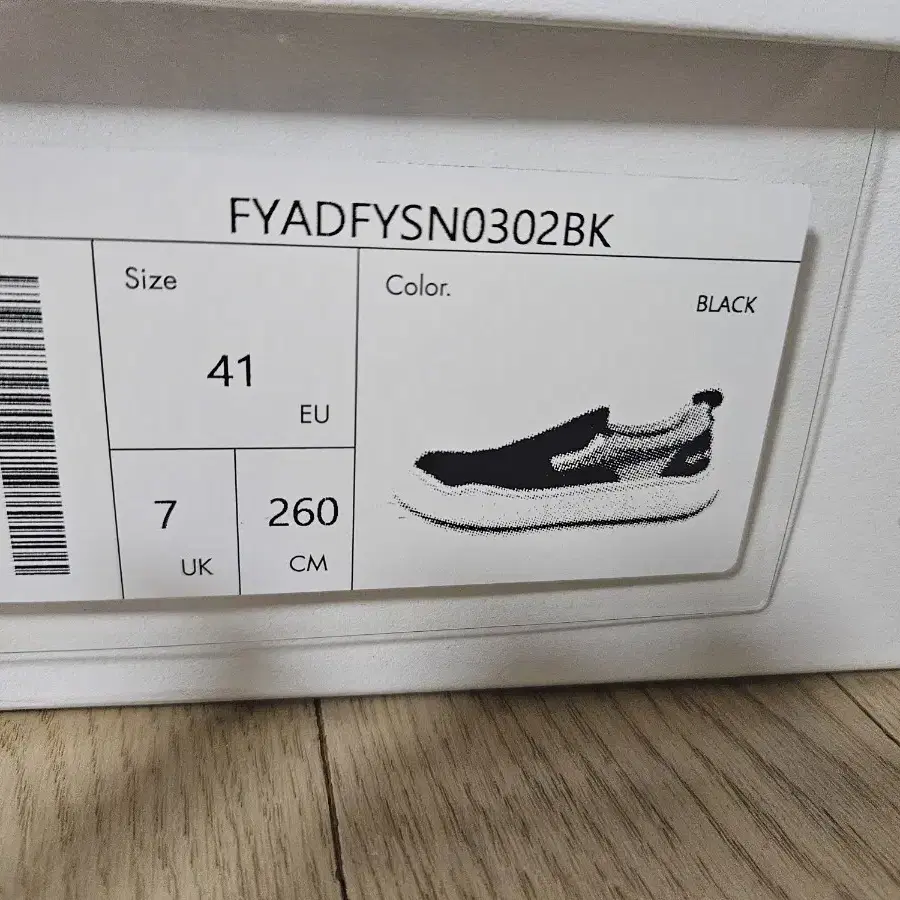 FYADFYSN0302BK
Size
41
EU
7
UK
260
CM
Color.
BLACK